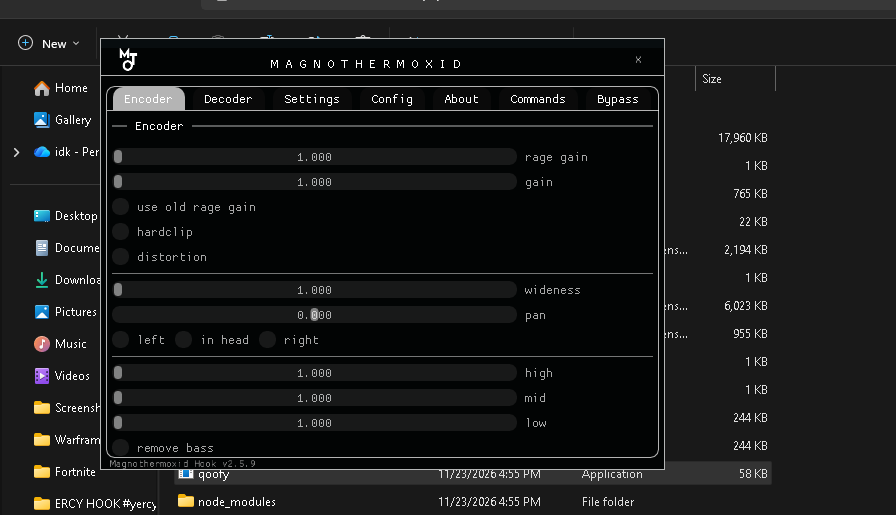 New
MTO
MAGNOTHERMOXID
x
Encoder Decoder Settings Config About Commands Bypass
Encoder
1.000 rage gain
1.000 gain
use old rage gain
hardclip
distortion
1.000 wideness
0.000 pan
left in head right
1.000 high
1.000 mid
1.000 low
remove bass
Magnothermoxid Hook v2.5.9
Home
Gallery
idk - Per
Desktop
Docume
Downloa
Pictures
Music
Videos
Screensh
Warfram
Fortnite
ERCY HOOK #yercy
Size
17,960 KB
1 KB
765 KB
22 KB
ens... 2,194 KB
1 KB
ens... 6,023 KB
ens... 955 KB
1 KB
1 KB
244 KB
244 KB
qoofy 11/23/2026 4:55 PM Application 58 KB
node_modules 11/23/2026 4:55 PM File folder